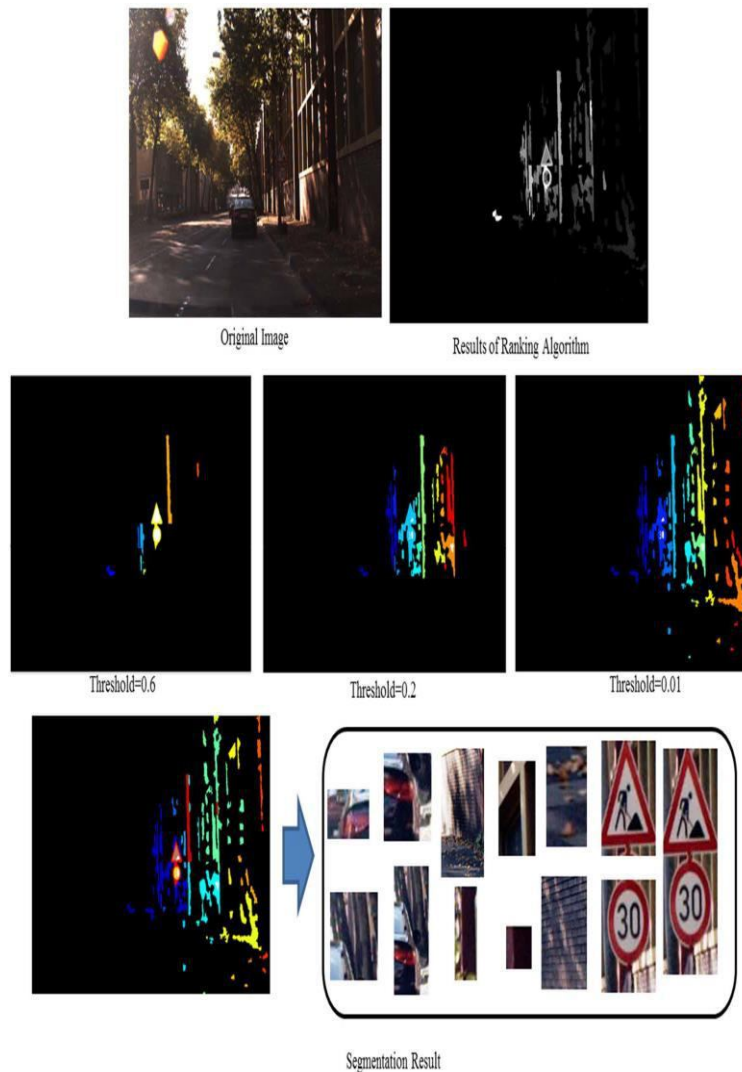 Original Image
Results of Ranking Algorithm
Threshold=0.6
Threshold=0.2
Threshold=0.01
30
30
Segmentation Result